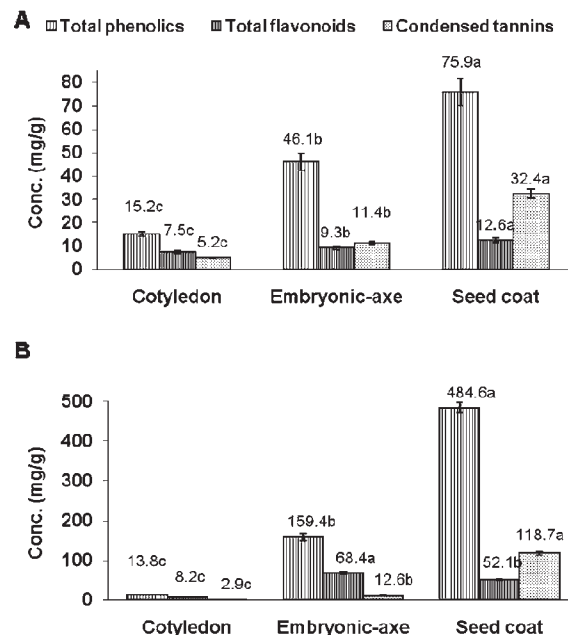 A
Total phenolics Total flavonoids Condensed tannins
Conc. (mg/g)
80
70
60
50
40
30
20
10
0
15.2c 7.5c 5.2c
46.1b 9.3b 11.4b
75.9a 12.6a 32.4a
Cotyledon Embryonic-axe Seed coat
B
Conc. (mg/g)
500
400
300
200
100
0
13.8c 8.2c 2.9c
159.4b 68.4a 12.6b
484.6a 52.1b 118.7a
Cotyledon Embryonic-axe Seed coat